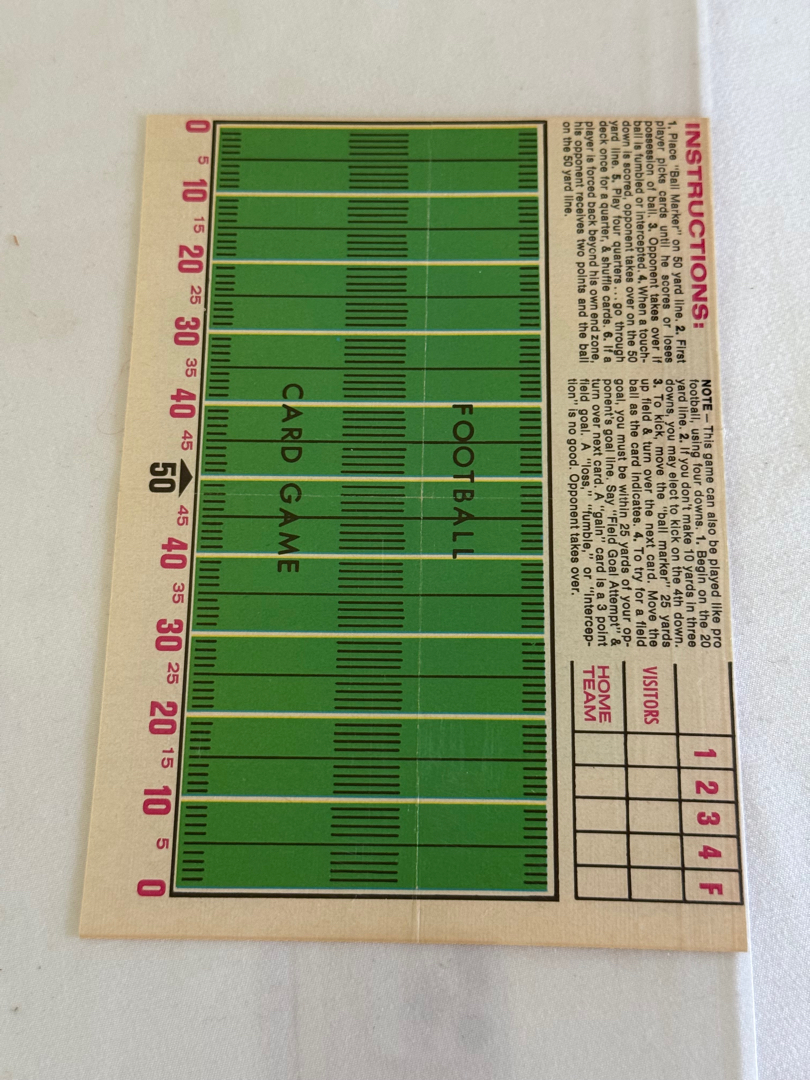 INSTRUCTIONS:
1. Place "Ball Marker" on 50 yard line. 2. First
player picks cards until he scores or loses
possession of ball. 3. Opponent takes over if
ball is fumbled or intercepted. 4. When a touch-
down is scored, opponent takes over on the 50
yard line. 5. Play four quarters . . . go through
deck once for a quarter, & shuffle cards. 6. If a
player is forced back beyond his own end zone,
his opponent receives two points and the ball
on the 50 yard line.
NOTE — This game can also be played like pro
football, using four downs. 1. Begin on the 20
yard line. 2. If you don't make 10 yards in three
downs, you may elect to kick on the 4th down.
3. To kick, move the "ball marker" 25 yards
up field & turn over the next card. Move the
ball as the card indicates. 4. To try for a field
goal, you must be within 25 yards of your op-
ponent's goal line. Say "Field Goal Attempt" &
turn over next card. A "gain" card is a 3 point
field goal. A "loss," "fumble," or "intercep-
tion" is no good. Opponent takes over.
1 2 3 4 F
VISITORS
HOME
TEAM
FOOTBALL
CARD GAME
0 5 10 15 20 25 30 35 40 45 50 45 40 35 30 25 20 15 10 5 0